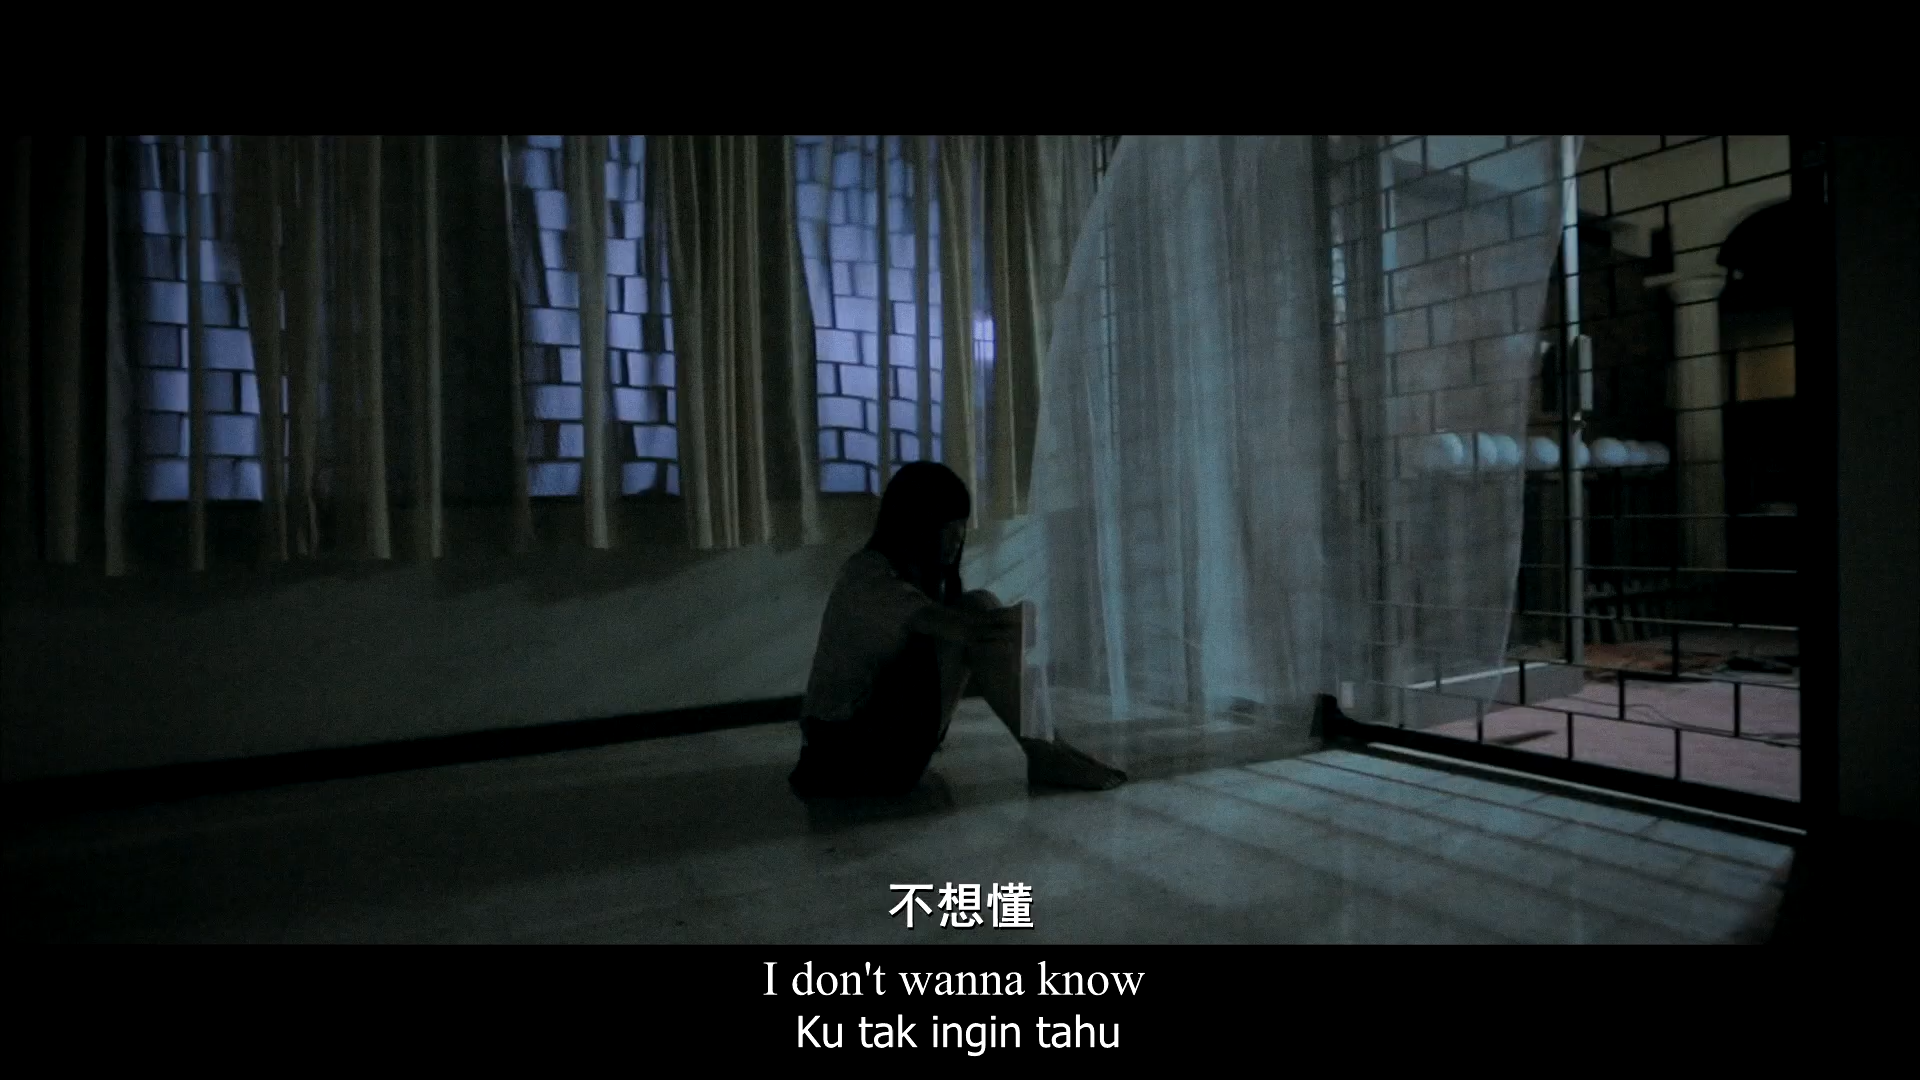 不想懂
I don't wanna know
Ku tak ingin tahu